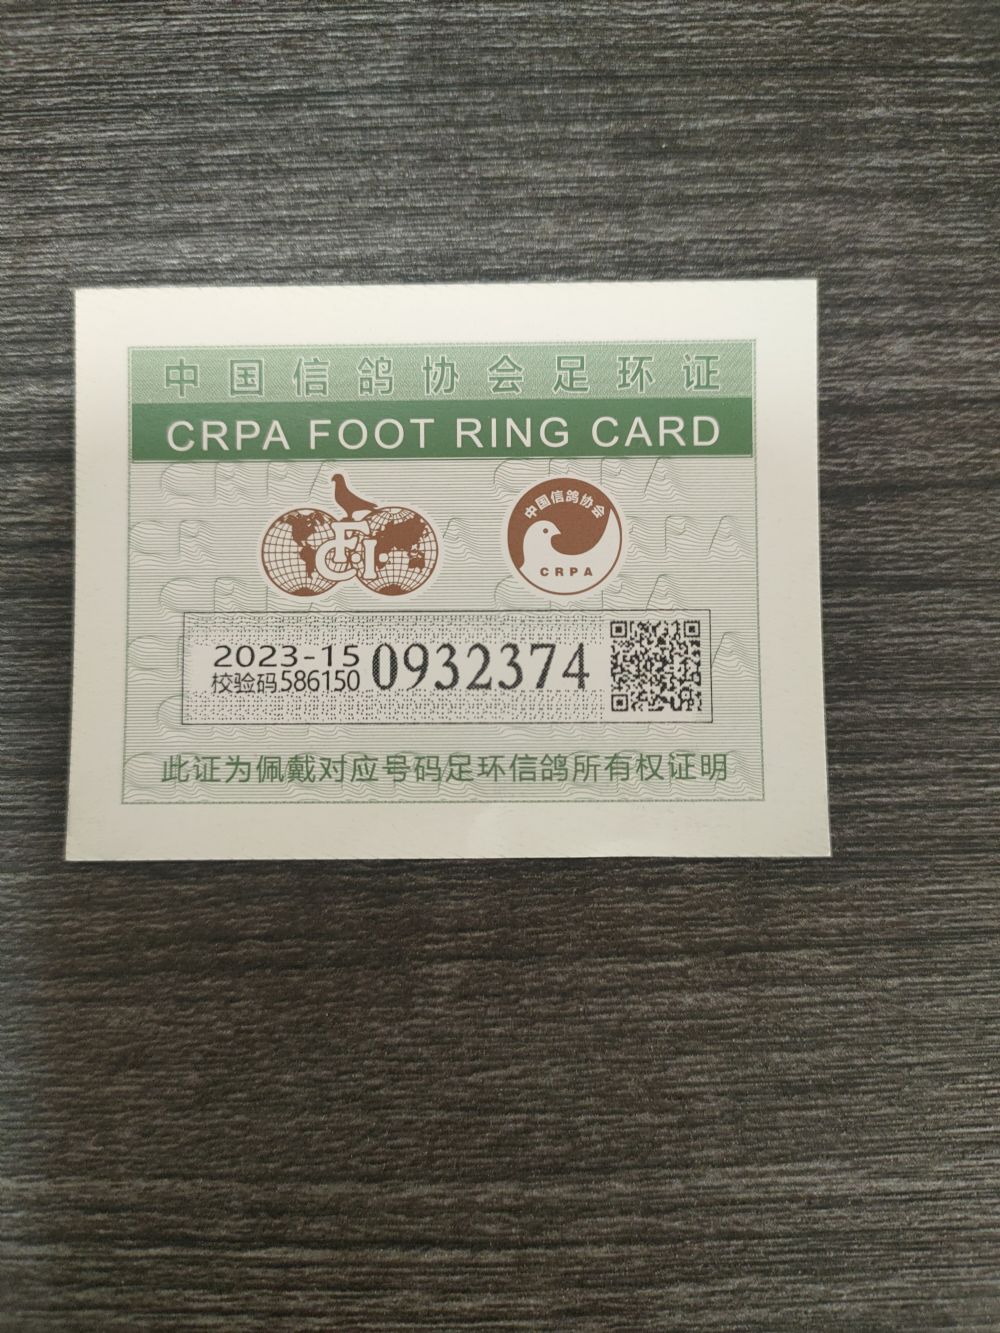 中国信鸽协会足环证
CRPA FOOT RING CARD
FCI
中国信鸽协会
CRPA
2023-15 0932374
校验码586150
此证为佩戴对应号码足环信鸽所有权证明